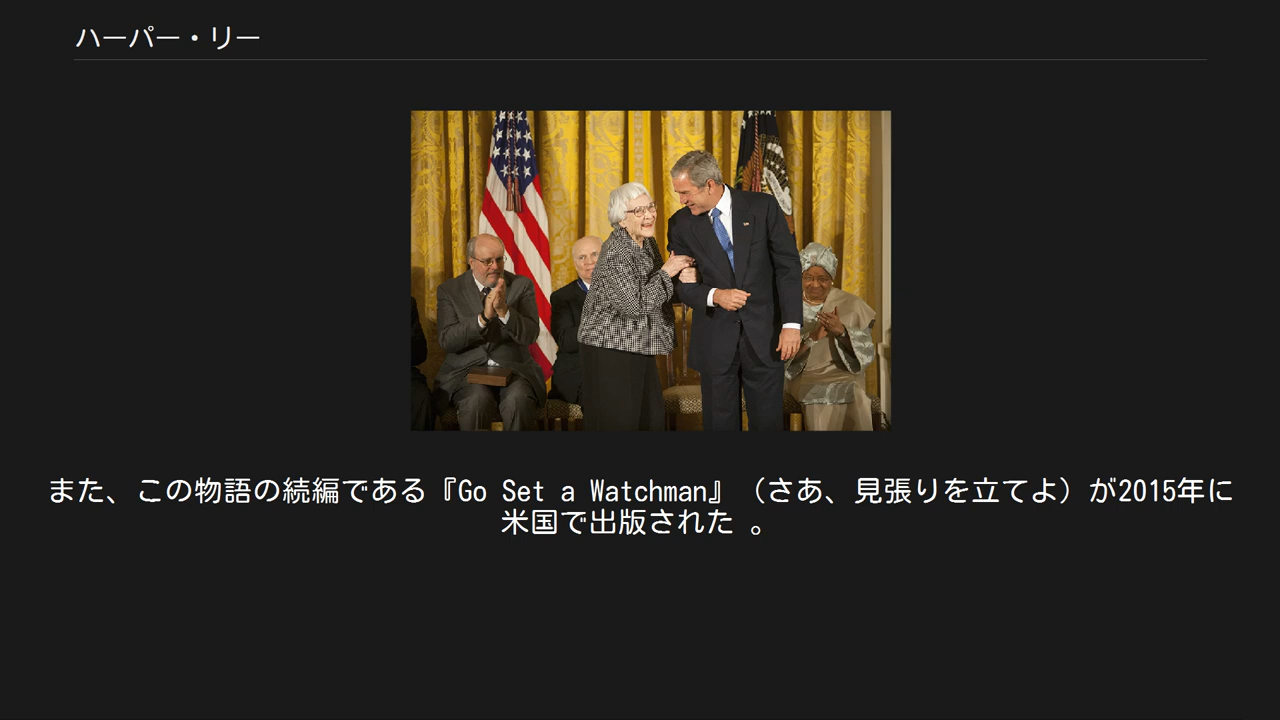 ハーパー・リー
また、この物語の続編である『Go Set a Watchman』（さあ、見張りを立てよ）が2015年に
米国で出版された 。